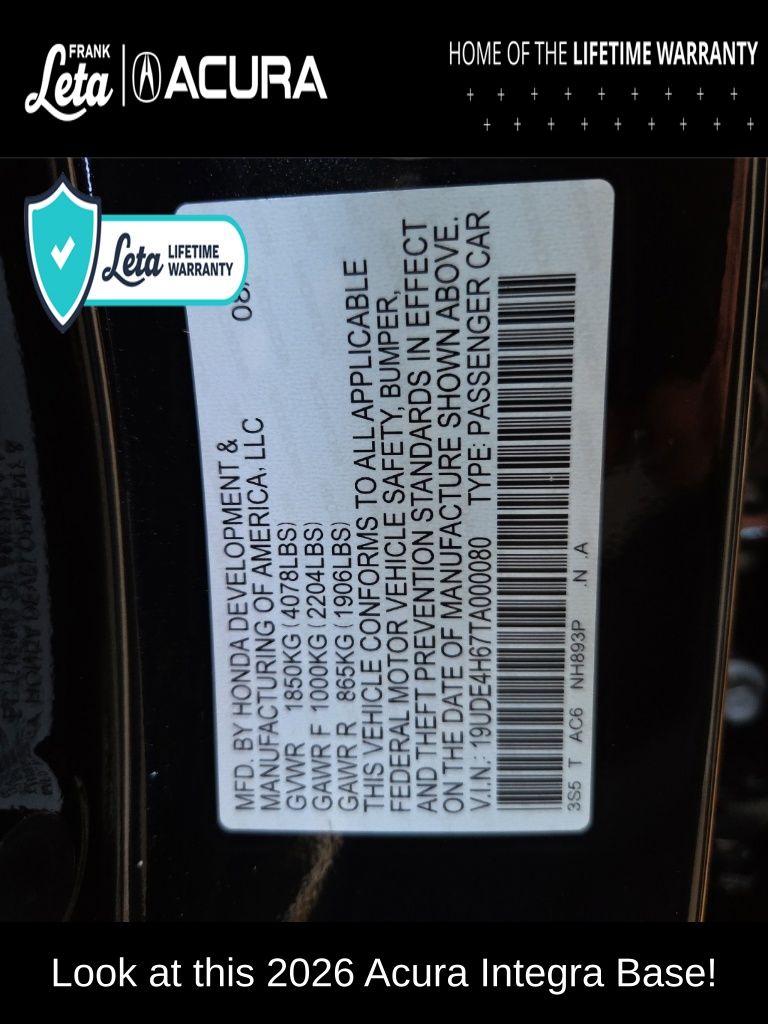 FRANK
Leta
ACURA
HOME OF THE LIFETIME WARRANTY
Leta LIFETIME
WARRANTY
MFD. BY HONDA DEVELOPMENT & 08/
MANUFACTURING OF AMERICA, LLC
GVWR 1850KG (4078LBS)
GAWR F 1000KG (2204LBS)
GAWR R 865KG (1906LBS)
THIS VEHICLE CONFORMS TO ALL APPLICABLE
FEDERAL MOTOR VEHICLE SAFETY, BUMPER,
AND THEFT PREVENTION STANDARDS IN EFFECT
ON THE DATE OF MANUFACTURE SHOWN ABOVE.
V.I.N.: 19UDE4H67TA000080 TYPE: PASSENGER CAR
3S5 T AC6 NH893P .N .A
Look at this 2026 Acura Integra Base!